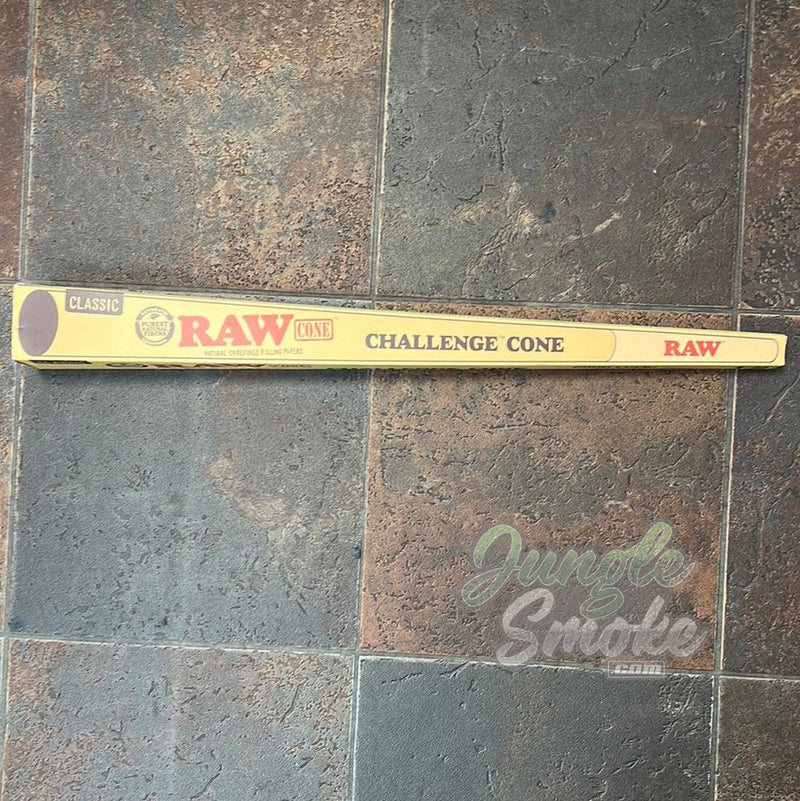 CLASSIC
RAW CONE
NATURAL UNREFINED ROLLING PAPERS
CHALLENGE CONE
RAW
Jungle
Smoke
.com